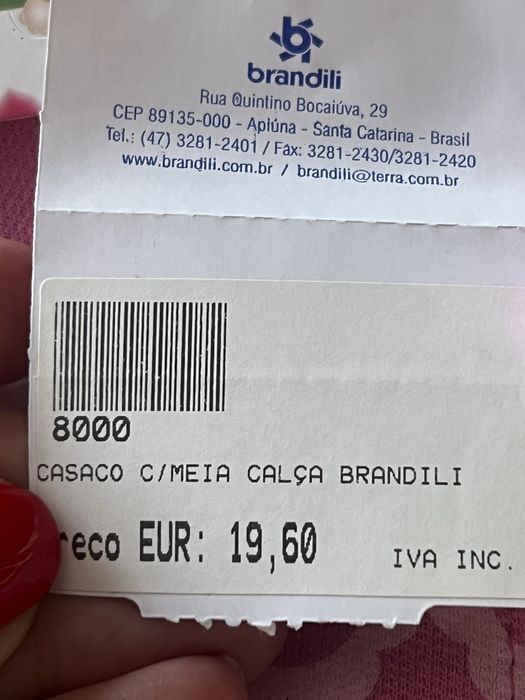 brandili
Rua Quintino Bocaiúva, 29
CEP 89135-000 - Apiúna - Santa Catarina - Brasil
Tel.: (47) 3281-2401 / Fax: 3281-2430/3281-2420
www.brandili.com.br / brandili@terra.com.br
8000
CASACO C/MEIA CALÇA BRANDILI
reco EUR: 19,60 IVA INC.